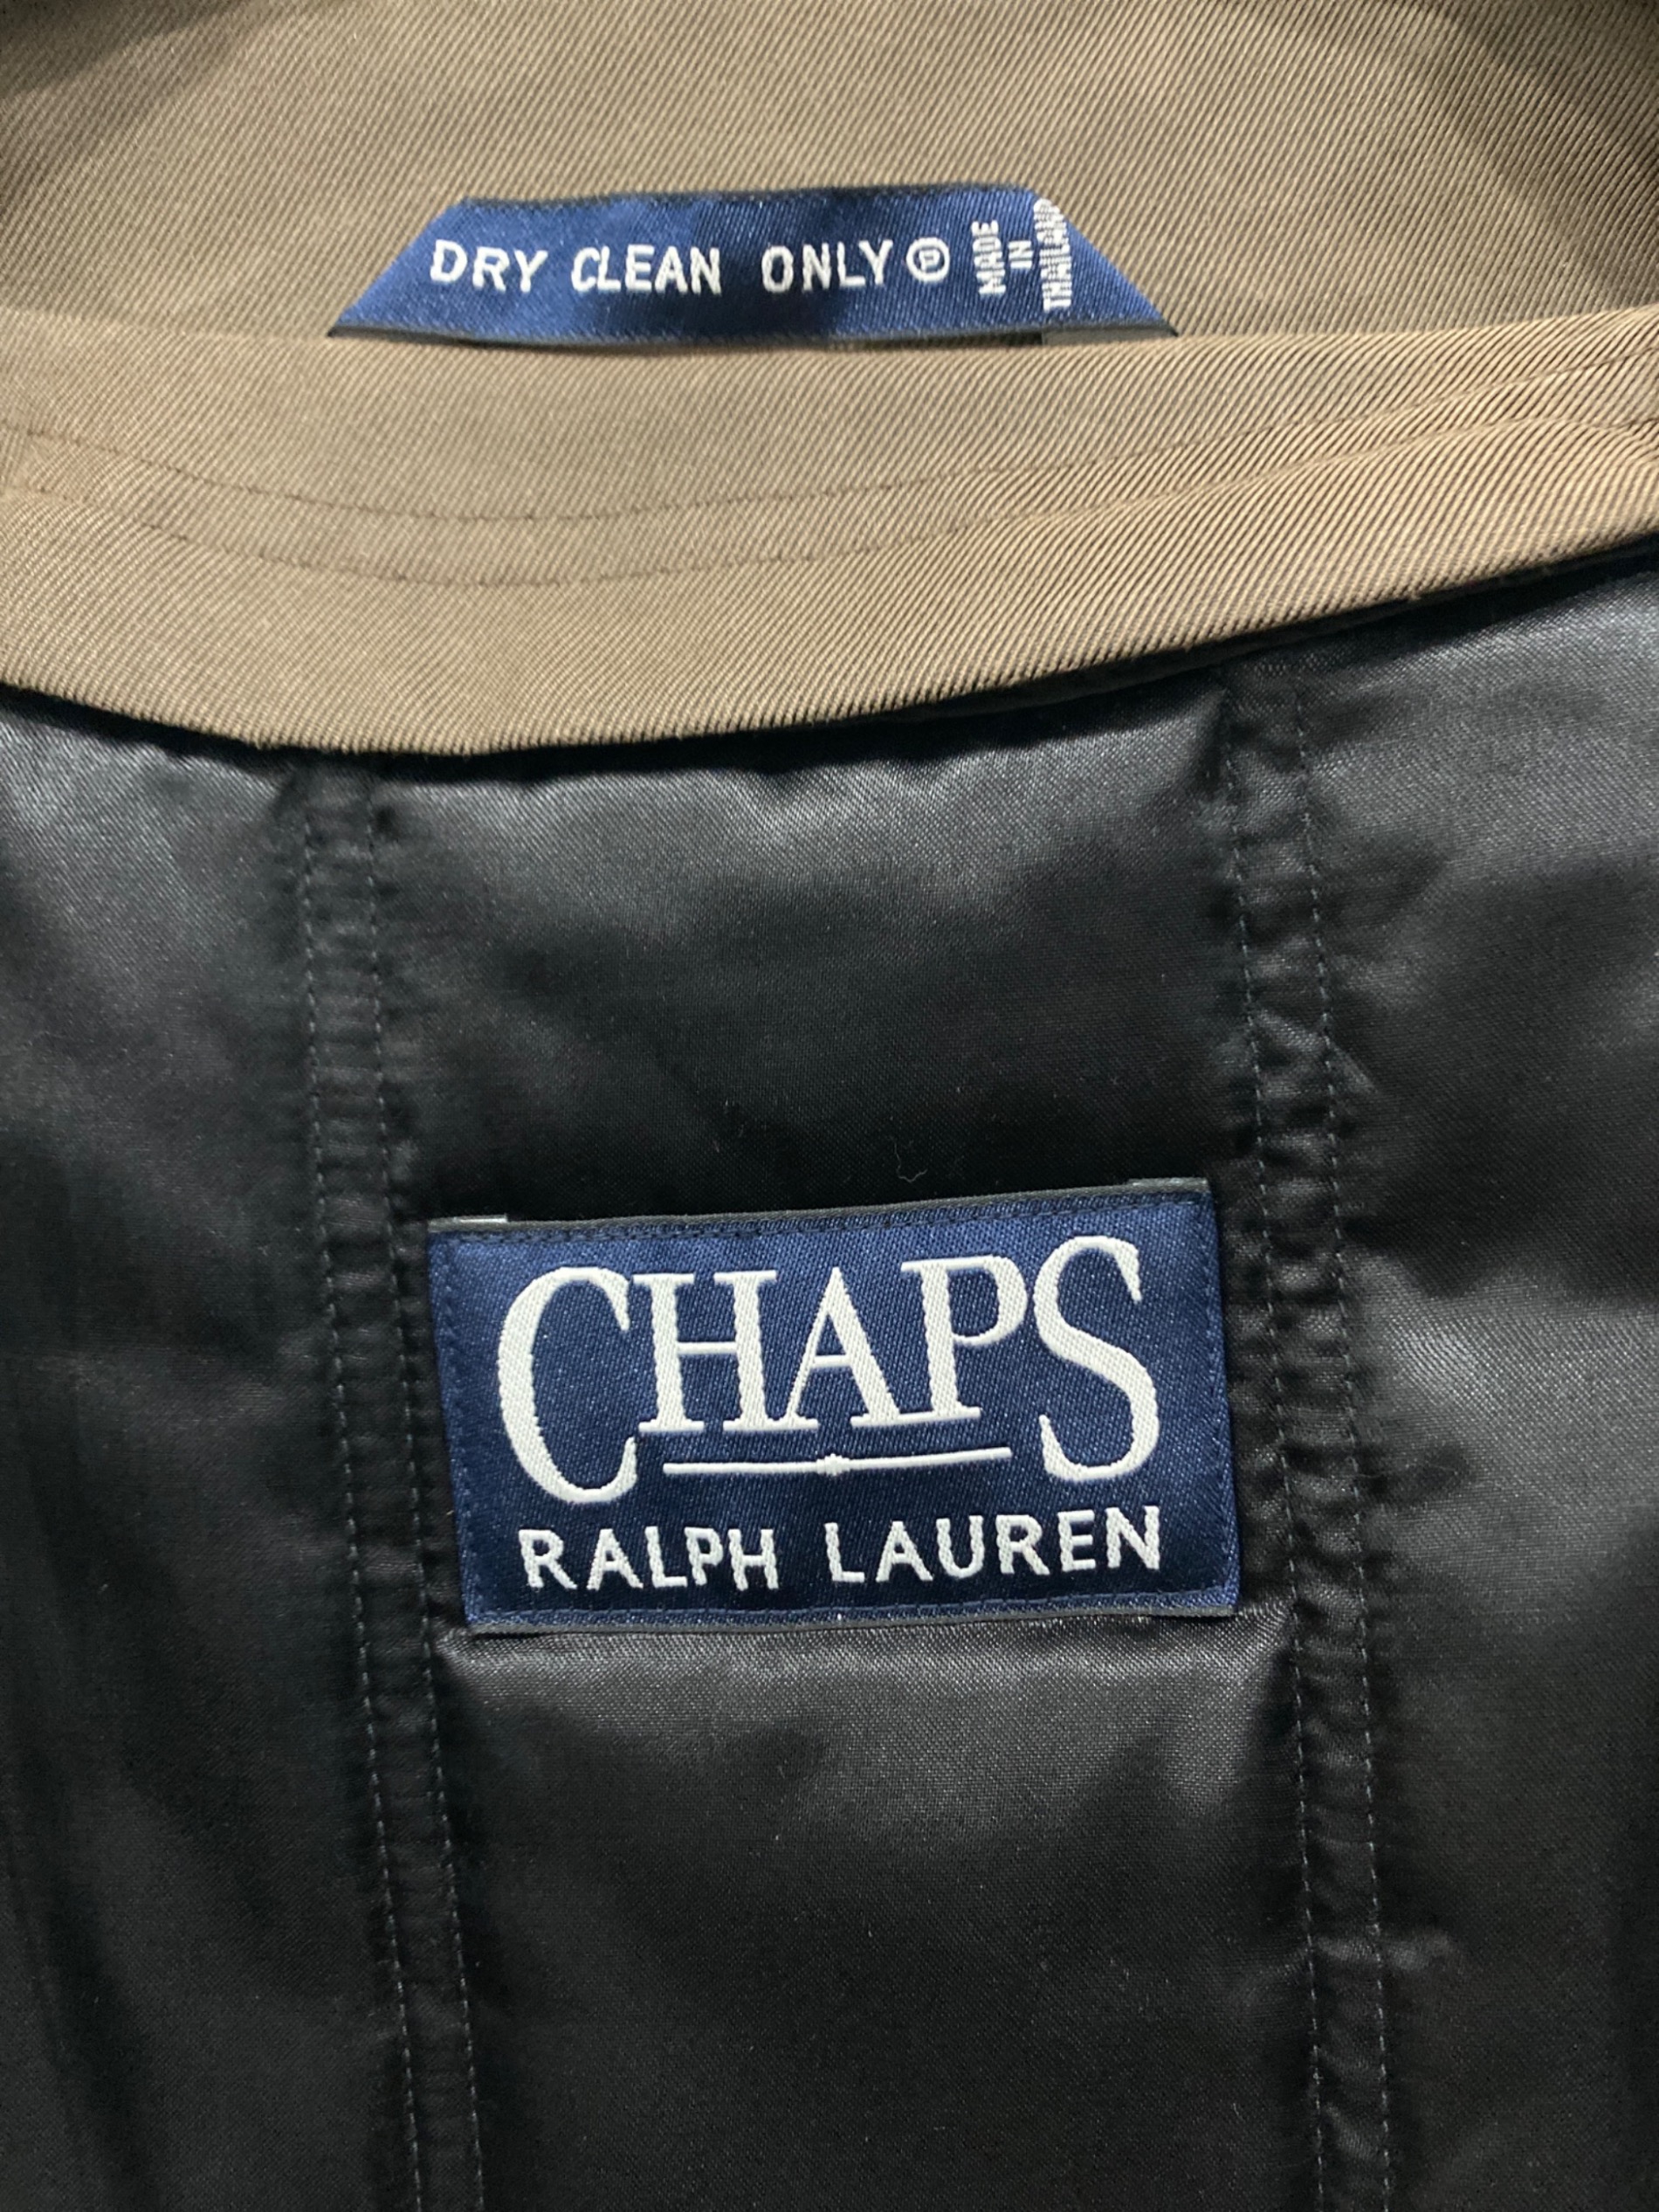 DRY CLEAN ONLY Ⓟ
MADE
IN
THAILAND
CHAPS
RALPH LAUREN